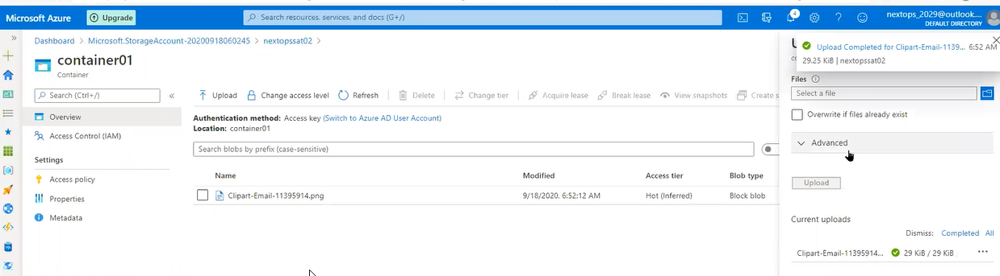 Microsoft Azure
Upgrade
Search resources, services, and docs (G+/)
4
nextops_2029@outlook....
DEFAULT DIRECTORY
Dashboard > Microsoft.StorageAccount-20200918060245 > nextopssat02 >
container01
Container
Search (Ctrl+/)
Overview
Access Control (IAM)
Settings
Access policy
Properties
Metadata
Upload
Change access level
Refresh
Delete
Change tier
Acquire lease
Break lease
View snapshots
Create s
Authentication method: Access key (Switch to Azure AD User Account)
Location: container01
Search blobs by prefix (case-sensitive)
Name Modified Access tier Blob type
Clipart-Email-11395914.png 9/18/2020, 6:52:12 AM Hot (Inferred) Block blob
Upload Completed for Clipart-Email-1139... 6:52 AM
29.25 KiB | nextopssat02
Files
Select a file
Overwrite if files already exist
Advanced
Upload
Current uploads
Dismiss: Completed All
Clipart-Email-11395914... 29 KiB / 29 KiB ...